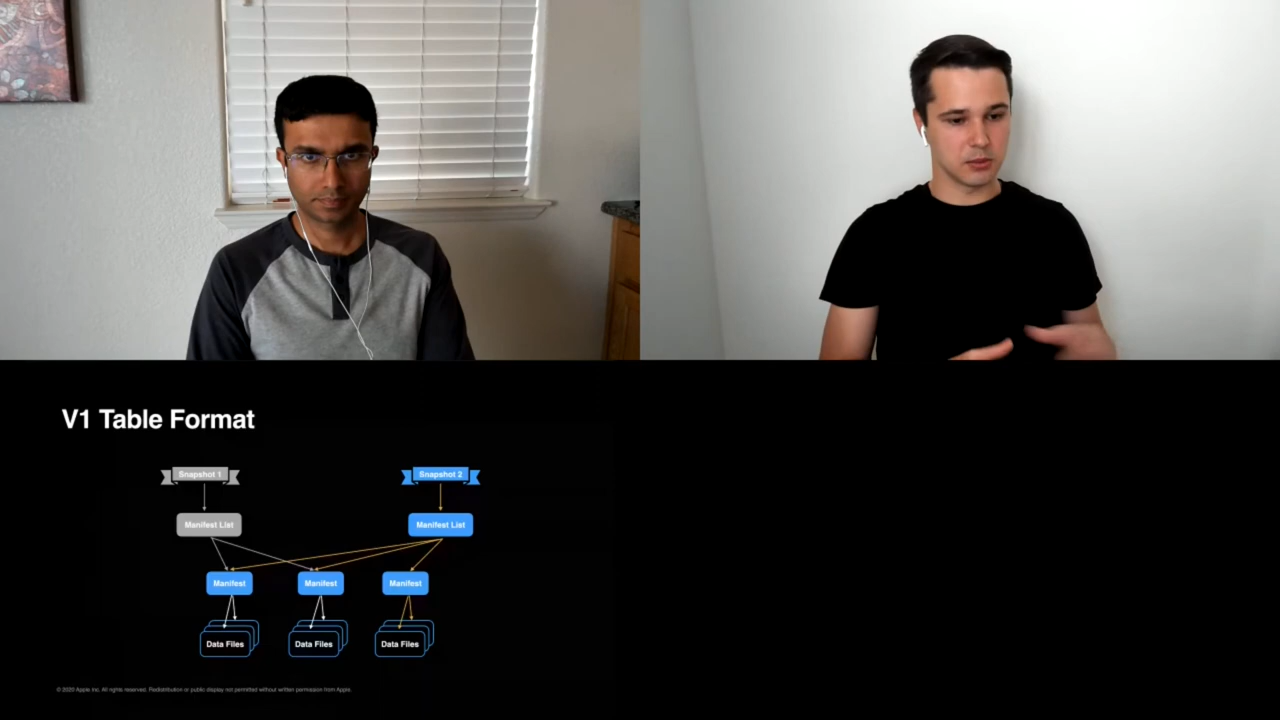 V1 Table Format
Snapshot 1 Snapshot 2
Manifest List Manifest List
Manifest Manifest Manifest
Data Files Data Files Data Files
© 2020 Apple Inc. All rights reserved. Redistribution or public display not permitted without written permission from Apple.